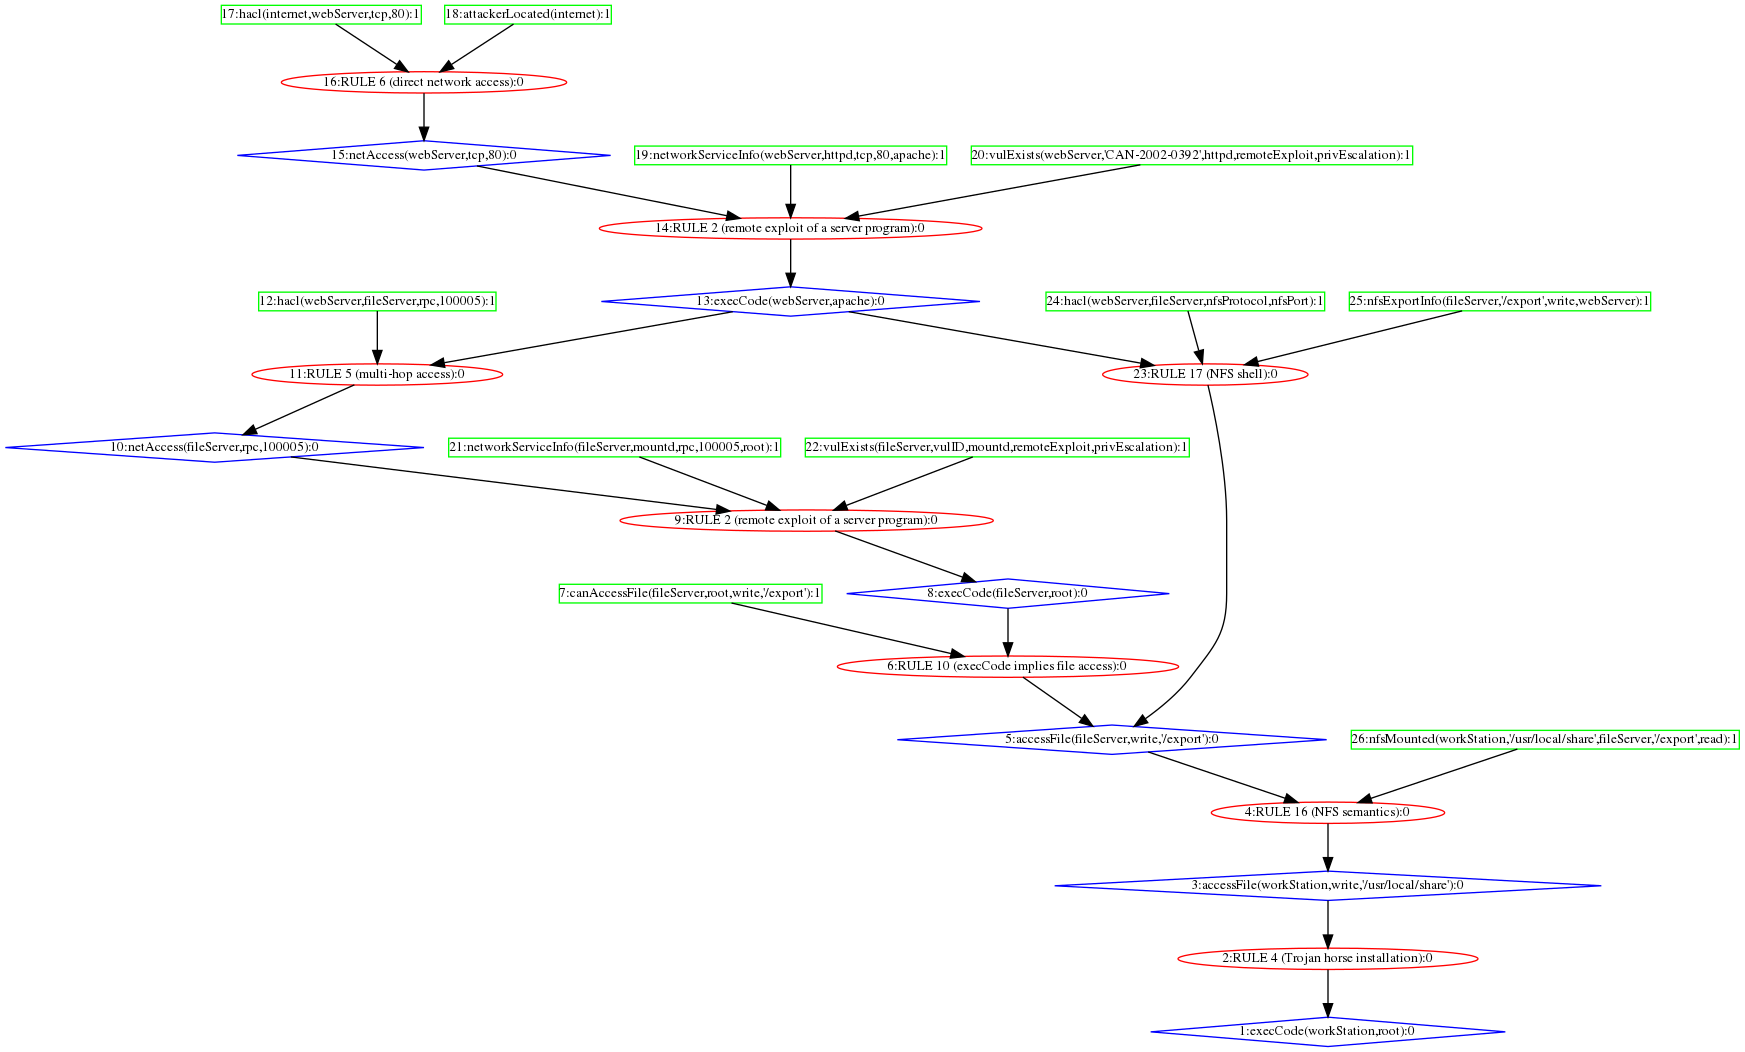 17:hacl(internet,webServer,tcp,80):1
18:attackerLocated(internet):1
16:RULE 6 (direct network access):0
15:netAccess(webServer,tcp,80):0
19:networkServiceInfo(webServer,httpd,tcp,80,apache):1
20:vulExists(webServer,'CAN-2002-0392',httpd,remoteExploit,privEscalation):1
14:RULE 2 (remote exploit of a server program):0
12:hacl(webServer,fileServer,rpc,100005):1
13:execCode(webServer,apache):0
24:hacl(webServer,fileServer,nfsProtocol,nfsPort):1
25:nfsExportInfo(fileServer,'/export',write,webServer):1
11:RULE 5 (multi-hop access):0
23:RULE 17 (NFS shell):0
10:netAccess(fileServer,rpc,100005):0
21:networkServiceInfo(fileServer,mountd,rpc,100005,root):1
22:vulExists(fileServer,vulID,mountd,remoteExploit,privEscalation):1
9:RULE 2 (remote exploit of a server program):0
7:canAccessFile(fileServer,root,write,'/export'):1
8:execCode(fileServer,root):0
6:RULE 10 (execCode implies file access):0
5:accessFile(fileServer,write,'/export'):0
26:nfsMounted(workStation,'/usr/local/share',fileServer,'/export',read):1
4:RULE 16 (NFS semantics):0
3:accessFile(workStation,write,'/usr/local/share'):0
2:RULE 4 (Trojan horse installation):0
1:execCode(workStation,root):0